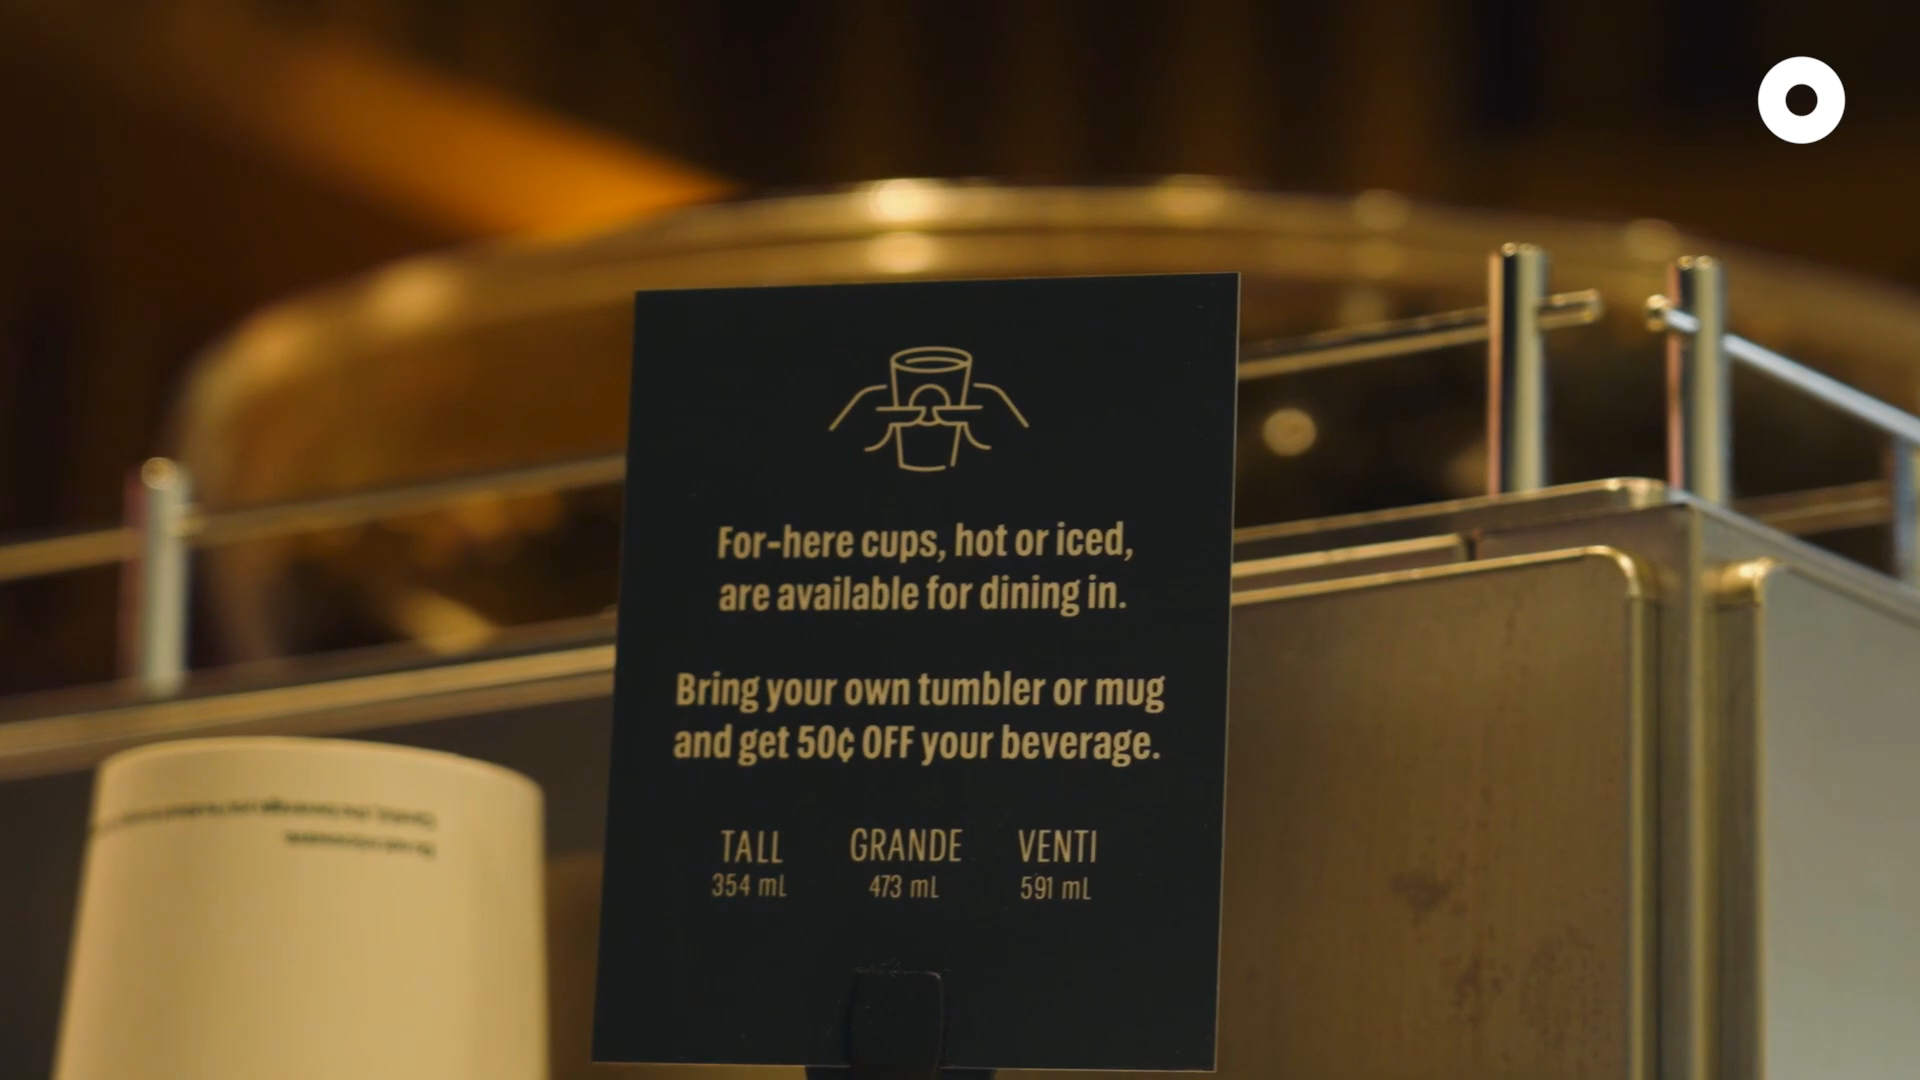 For-here cups, hot or iced,
are available for dining in.
Bring your own tumbler or mug
and get 50¢ OFF your beverage.
TALL GRANDE VENTI
354 mL 473 mL 591 mL